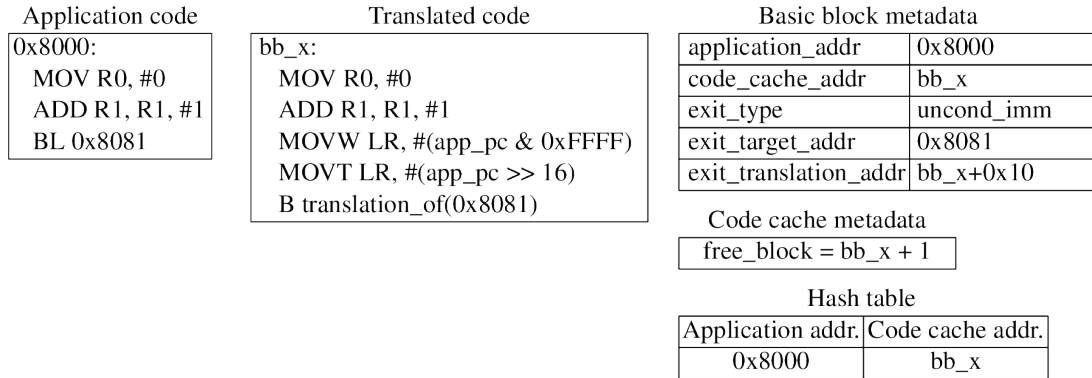 Application code
0x8000:
MOV R0, #0
ADD R1, R1, #1
BL 0x8081
Translated code
bb_x:
MOV R0, #0
ADD R1, R1, #1
MOVW LR, #(app_pc & 0xFFFF)
MOVT LR, #(app_pc >> 16)
B translation_of(0x8081)
Basic block metadata
application_addr 0x8000
code_cache_addr bb_x
exit_type uncond_imm
exit_target_addr 0x8081
exit_translation_addr bb_x+0x10
Code cache metadata
free_block = bb_x + 1
Hash table
Application addr. Code cache addr.
0x8000 bb_x